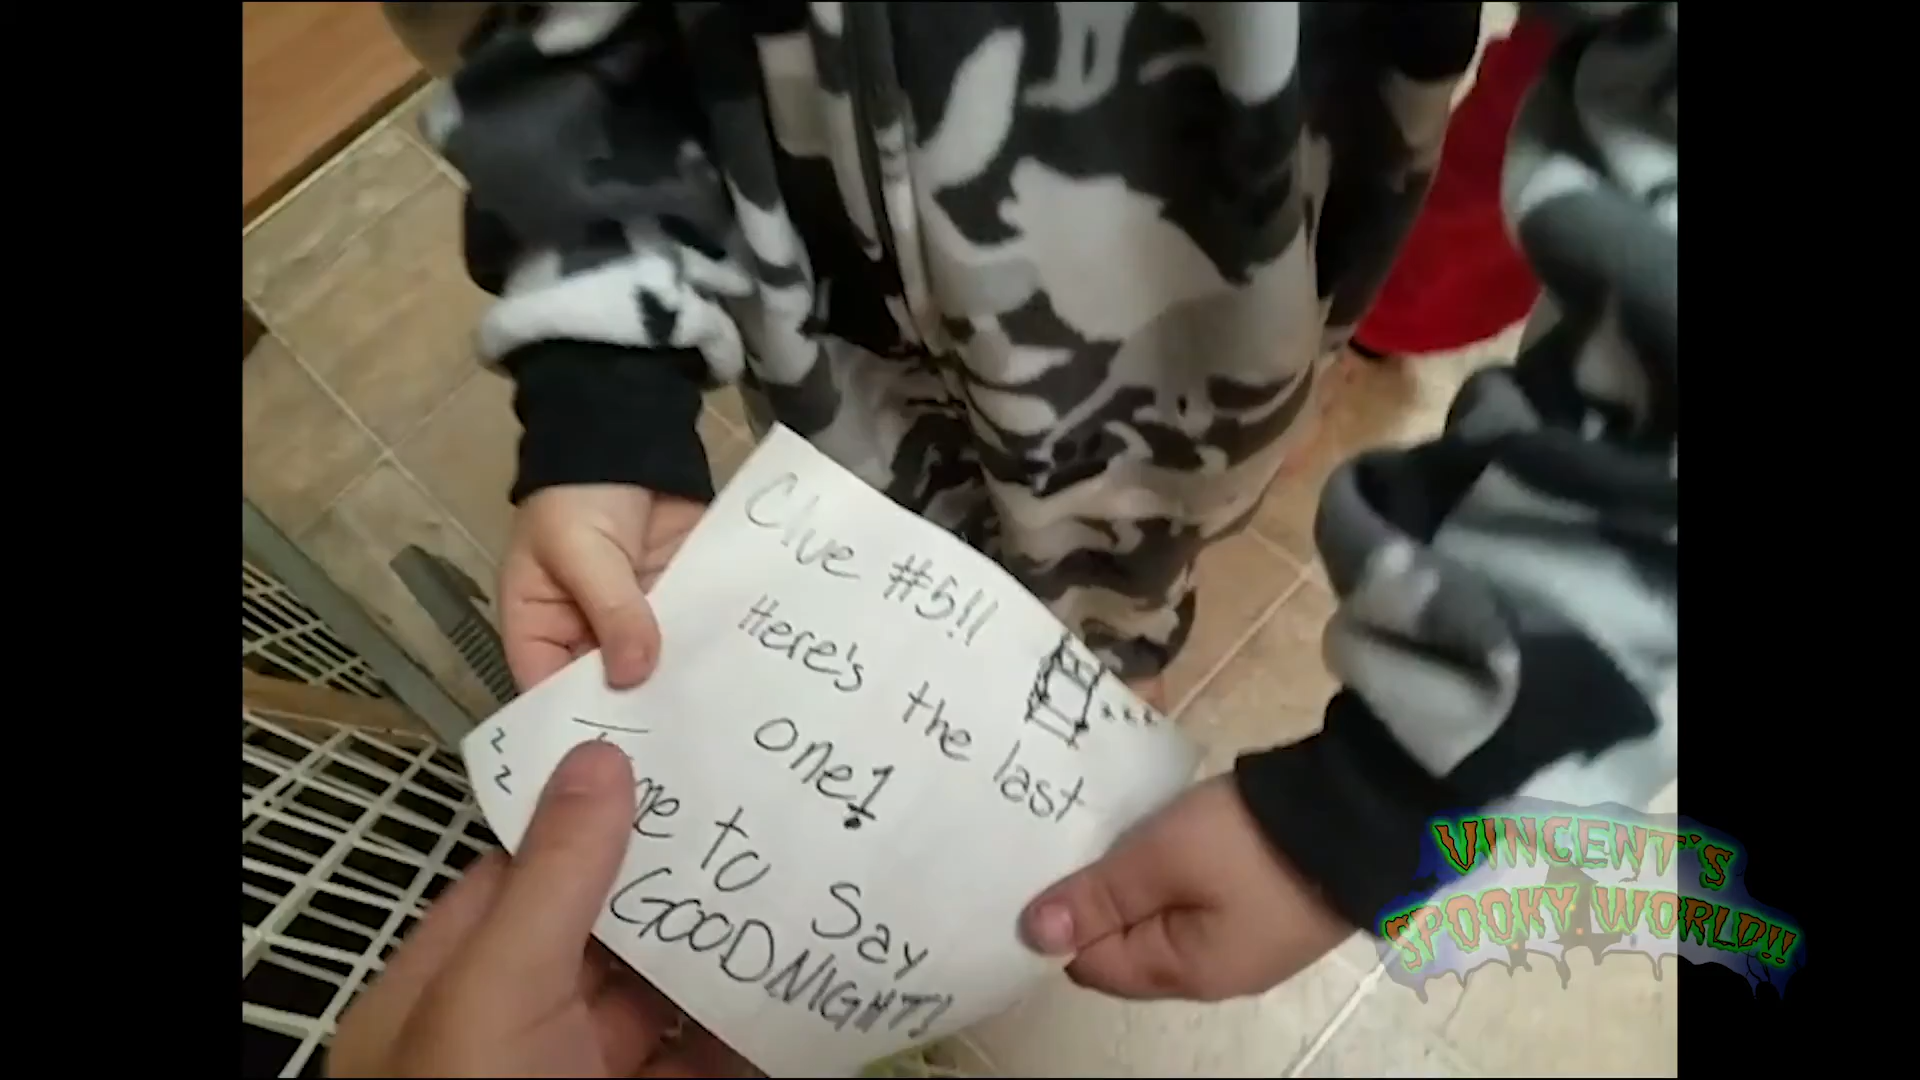 Clue #5!!
Here's the last
one!
to say
GOODNIGHT!
z
z
VINCENT'S
SPOOKY WORLD!!